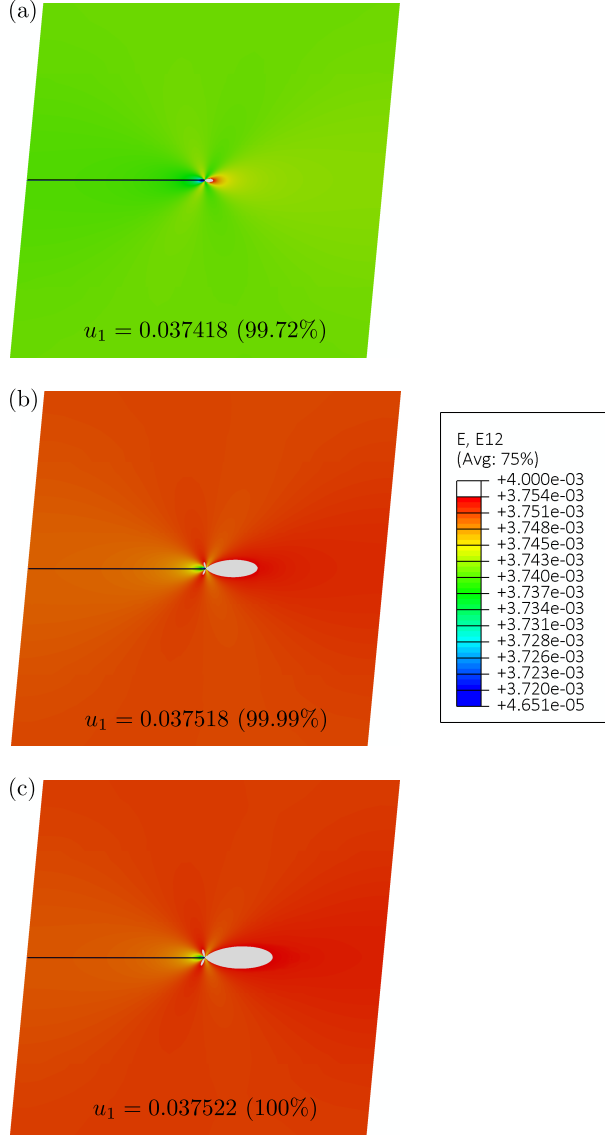 (a)
u₁ = 0.037418 (99.72%)
(b)
E, E12
(Avg: 75%)
+4.000e-03
+3.754e-03
+3.751e-03
+3.748e-03
+3.745e-03
+3.743e-03
+3.740e-03
+3.737e-03
+3.734e-03
+3.731e-03
+3.728e-03
+3.726e-03
+3.723e-03
+3.720e-03
+4.651e-05
u₁ = 0.037518 (99.99%)
(c)
u₁ = 0.037522 (100%)